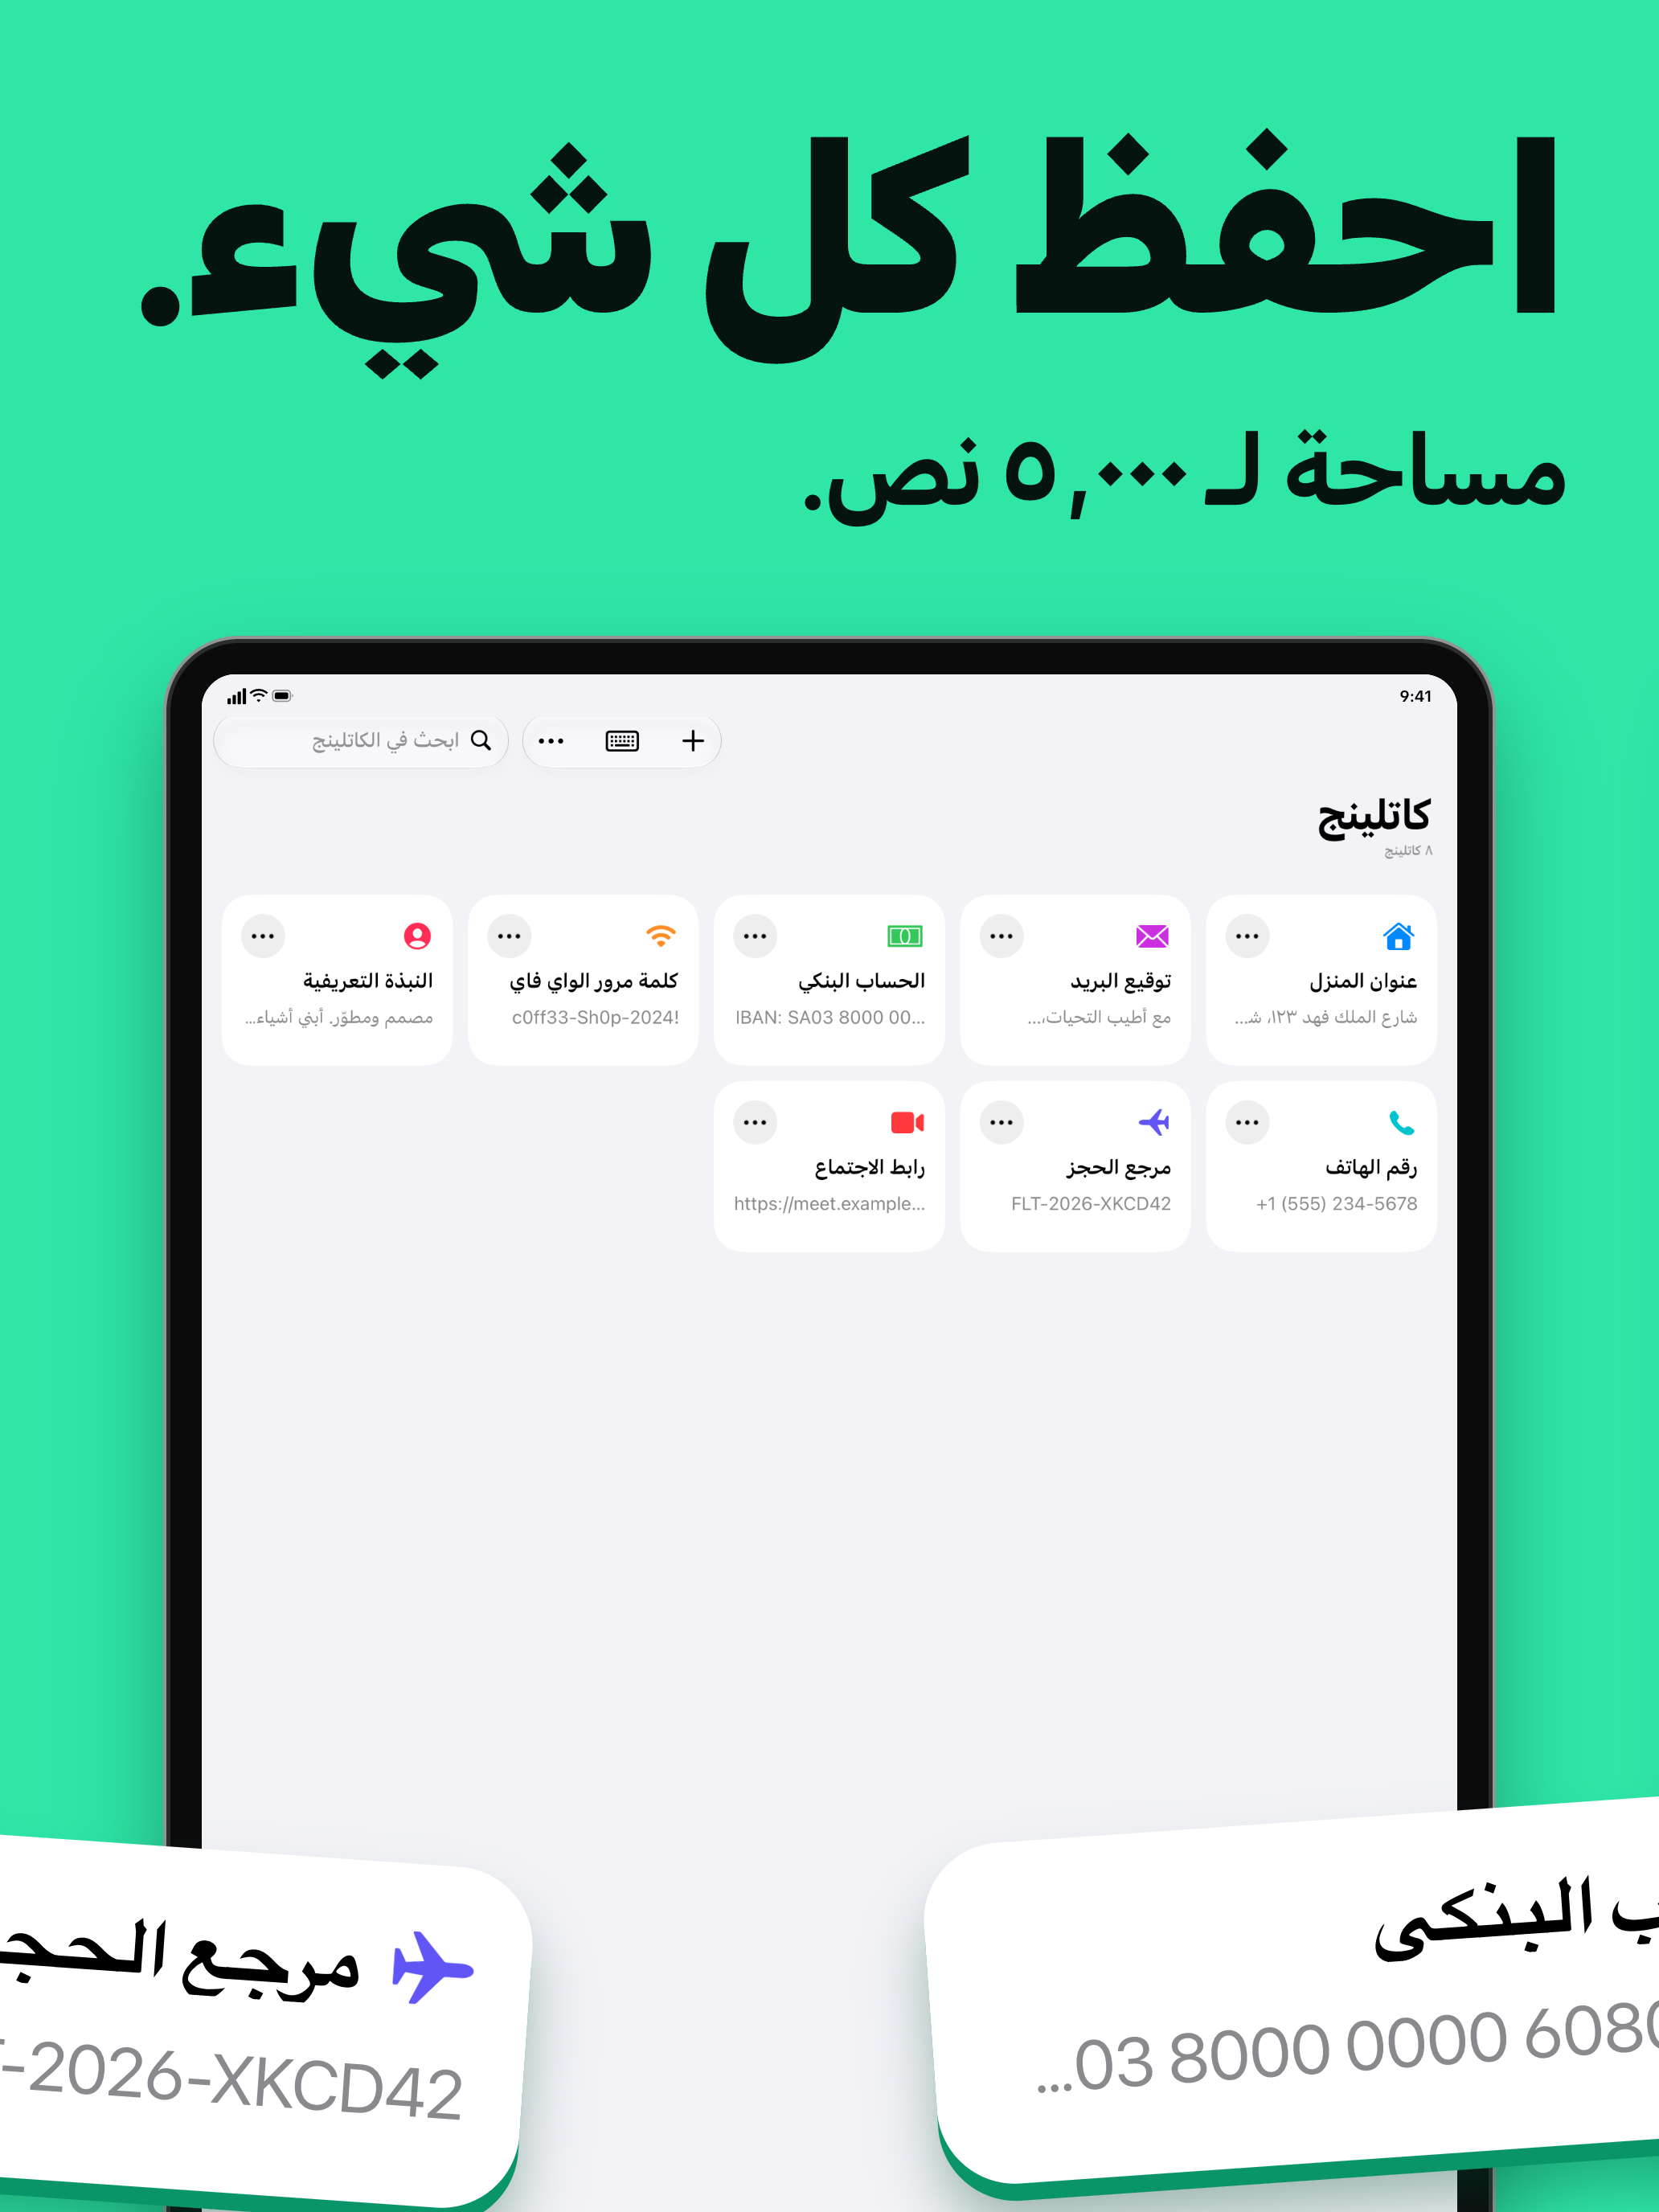 احفظ كل شيء.
مساحة لـ ٥,٠٠٠ نص.
9:41
ابحث في الكاتلينج
كاتلينج
٨ كاتلينج
عنوان المنزل
شارع الملك فهد ١٢٣، شـ...
توقيع البريد
مع أطيب التحيات،...
الحساب البنكي
IBAN: SA03 8000 00...
كلمة مرور الواي فاي
c0ff33-Sh0p-2024!
النبذة التعريفية
مصمم ومطوّر. أبني أشياء...
رقم الهاتف
+1 (555) 234-5678
مرجع الحجز
FLT-2026-XKCD42
رابط الاجتماع
https://meet.example...
ب البنكي
...03 8000 0000 6080
مرجع الحجـ
-2026-XKCD42